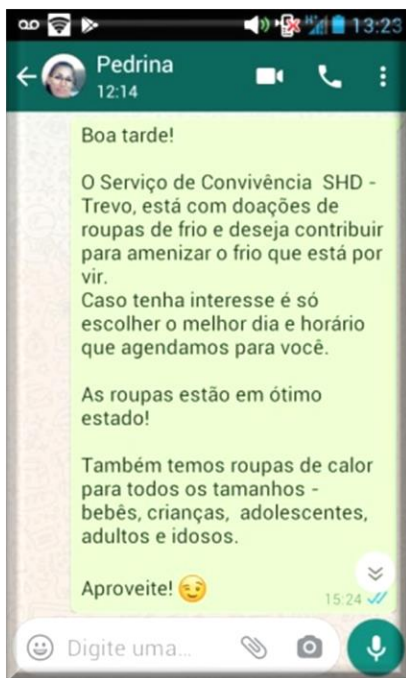 13:23
Pedrina
12:14
Boa tarde!
O Serviço de Convivência SHD -
Trevo, está com doações de
roupas de frio e deseja contribuir
para amenizar o frio que está por
vir.
Caso tenha interesse é só
escolher o melhor dia e horário
que agendamos para você.
As roupas estão em ótimo
estado!
Também temos roupas de calor
para todos os tamanhos -
bebês, crianças, adolescentes,
adultos e idosos.
Aproveite! 😉
15:24
Digite uma...